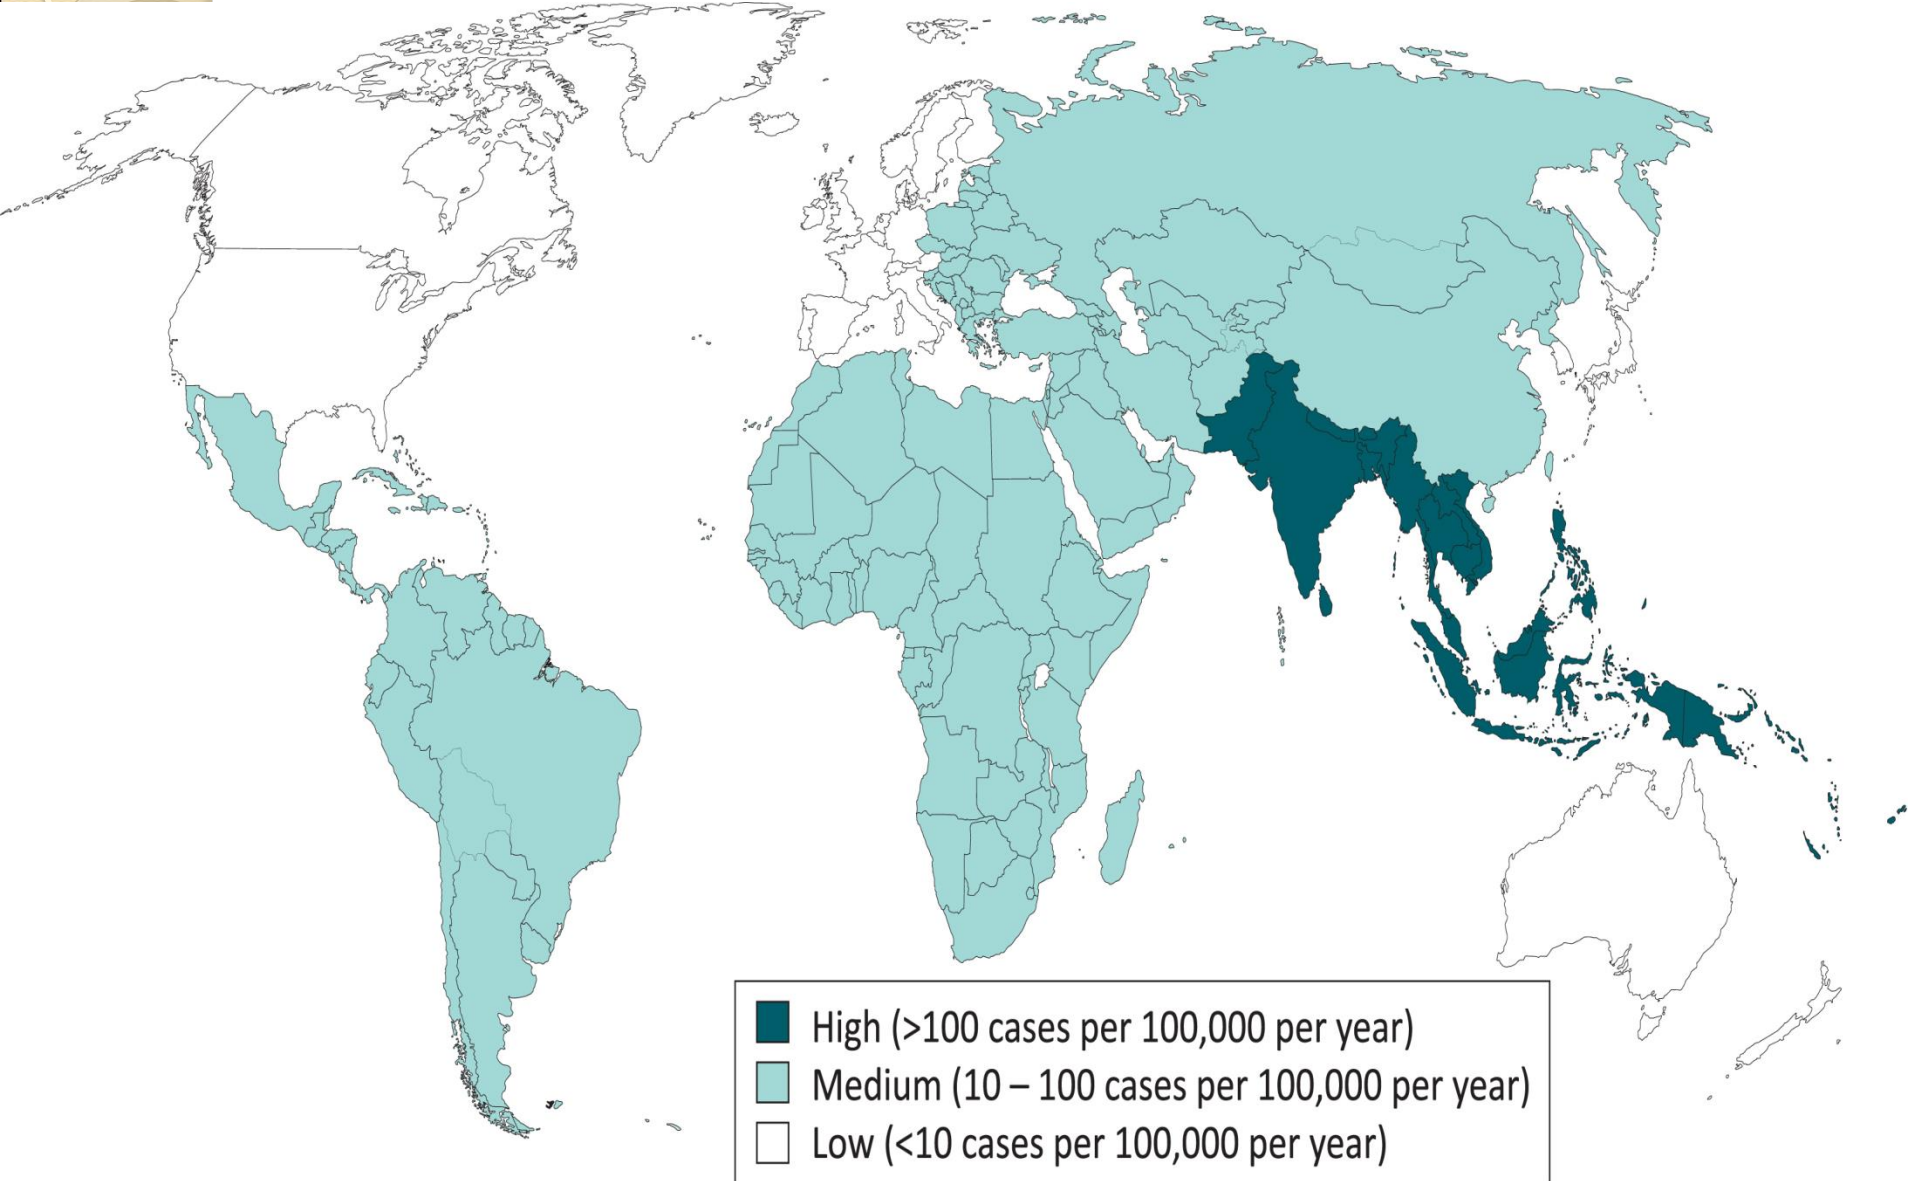 High (>100 cases per 100,000 per year)
Medium (10 – 100 cases per 100,000 per year)
Low (<10 cases per 100,000 per year)